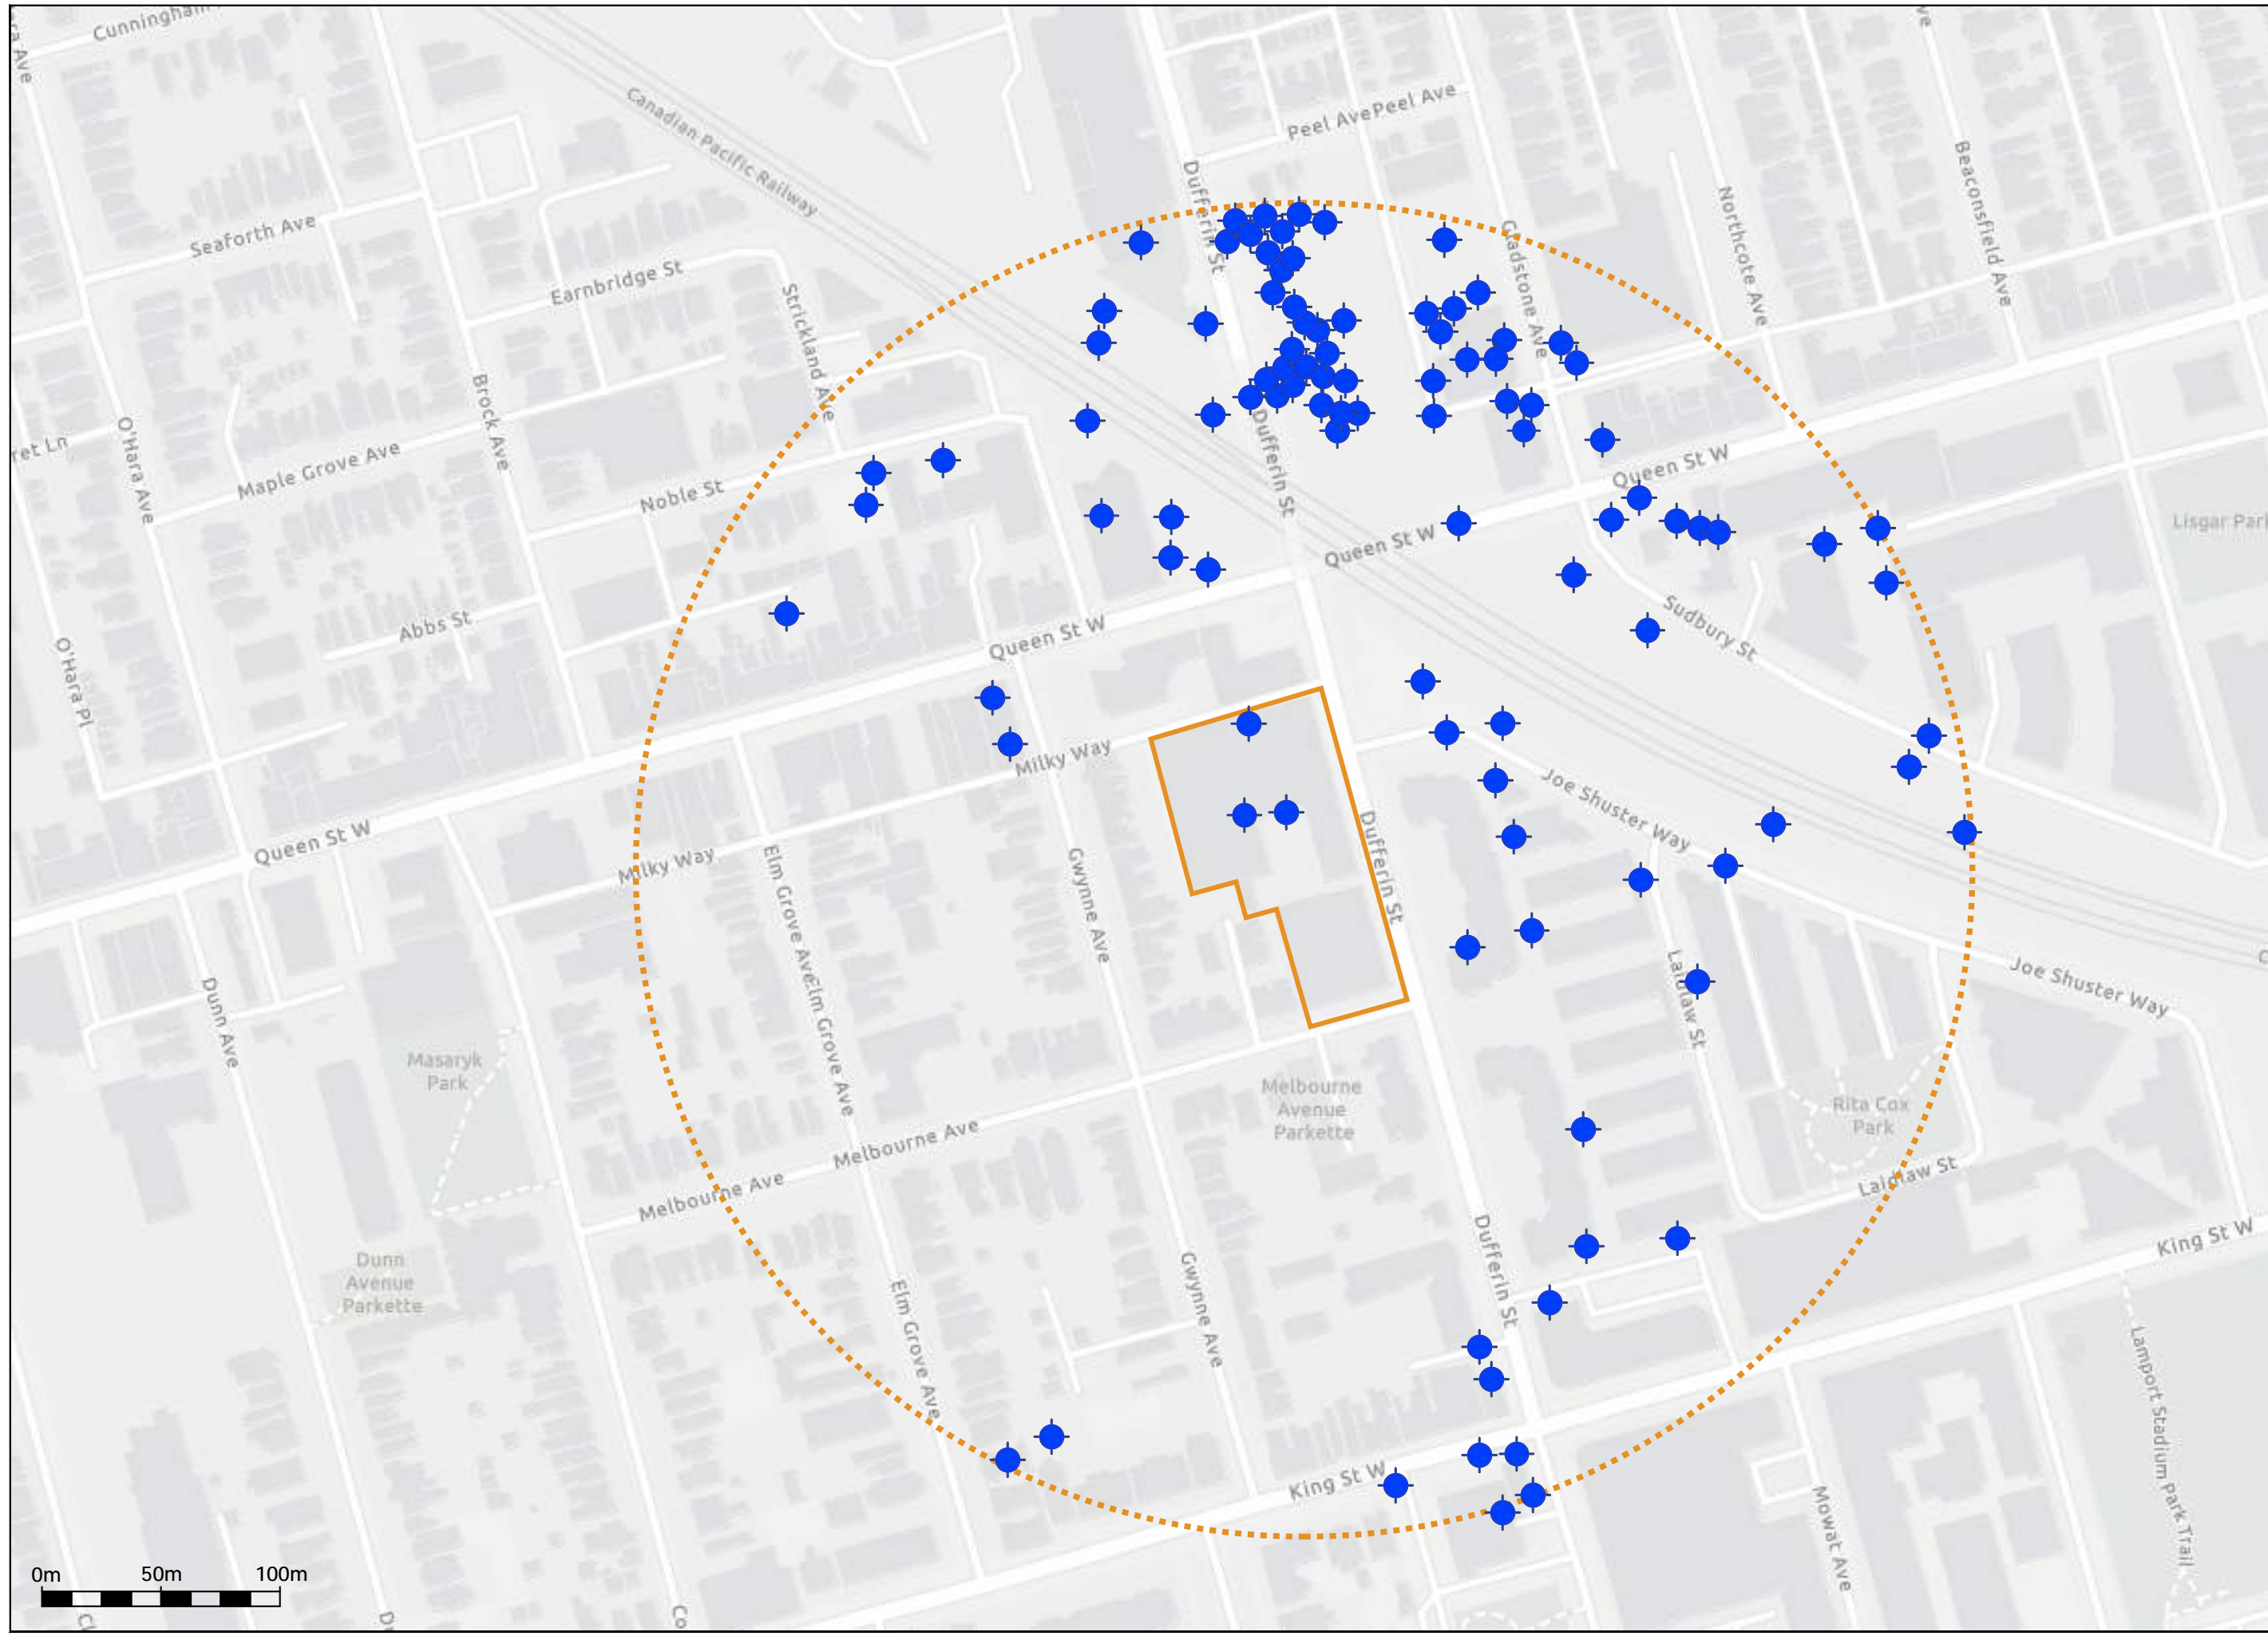 Cunningham
Ave
Canadian Pacific Railway
Peel Ave
Peel Ave
Dufferin St
Gladstone Ave
Northcote Ave
Beaconsfield Ave
Seaforth Ave
Earnbridge St
Strickland Ave
Brock Ave
O'Hara Ave
Maple Grove Ave
Noble St
Dufferin St
Queen St W
Queen St W
Lisgar Par
Abbs St
O'Hara Pl
Queen St W
Sudbury St
Milky Way
Joe Shuster Way
Queen St W
Milky Way
Elm Grove Ave
Gwynne Ave
Dufferin St
Elm Grove Ave
Laidlaw St
Joe Shuster Way
Dunn Ave
Masaryk
Park
Melbourne
Avenue
Parkette
Rita Cox
Park
Melbourne Ave
Melbourne Ave
Laidlaw St
Dunn
Avenue
Parkette
Elm Grove Ave
Gwynne Ave
Dufferin St
King St W
Lamport Stadium Park Trail
King St W
Mowat Ave
0m 50m 100m